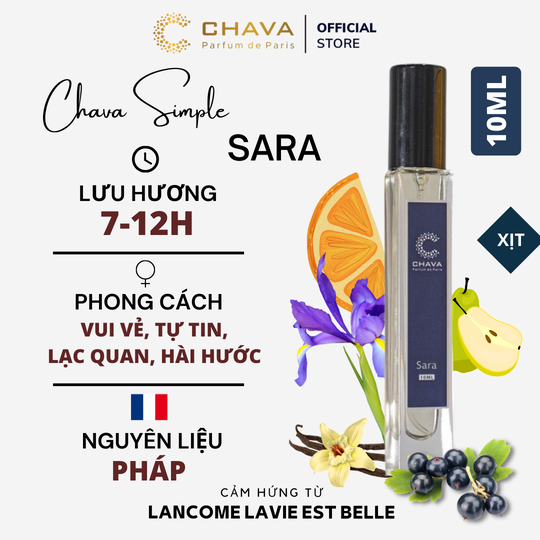 CHAVA
Parfum de Paris
OFFICIAL
STORE
Chava Simple
SARA
10ML
LƯU HƯƠNG
7-12H
XỊT
PHONG CÁCH
VUI VẺ, TỰ TIN,
LẠC QUAN, HÀI HƯỚC
NGUYÊN LIỆU
PHÁP
CHAVA
Parfum de Paris
Sara
10ML
CẢM HỨNG TỪ
LANCOME LAVIE EST BELLE